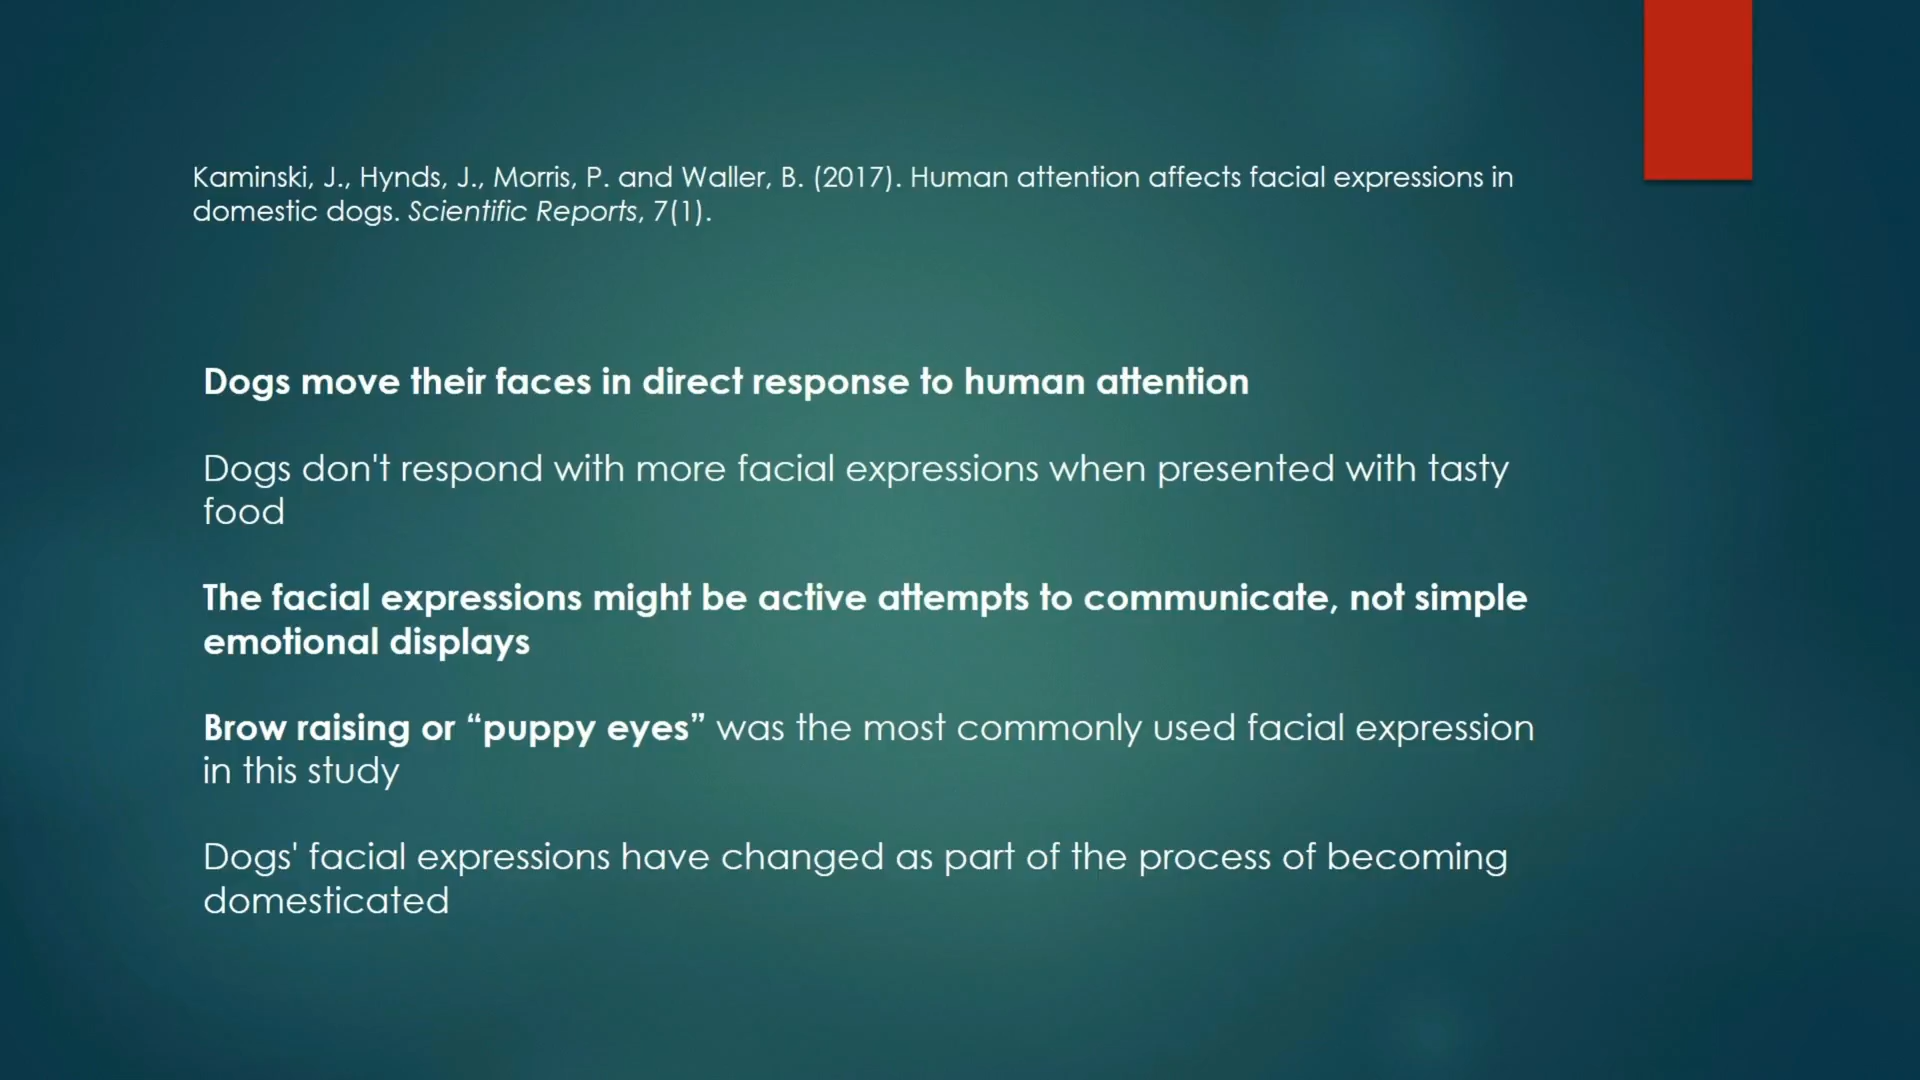 Kaminski, J., Hynds, J., Morris, P. and Waller, B. (2017). Human attention affects facial expressions in
domestic dogs. Scientific Reports, 7(1).
Dogs move their faces in direct response to human attention
Dogs don't respond with more facial expressions when presented with tasty
food
The facial expressions might be active attempts to communicate, not simple
emotional displays
Brow raising or “puppy eyes” was the most commonly used facial expression
in this study
Dogs' facial expressions have changed as part of the process of becoming
domesticated